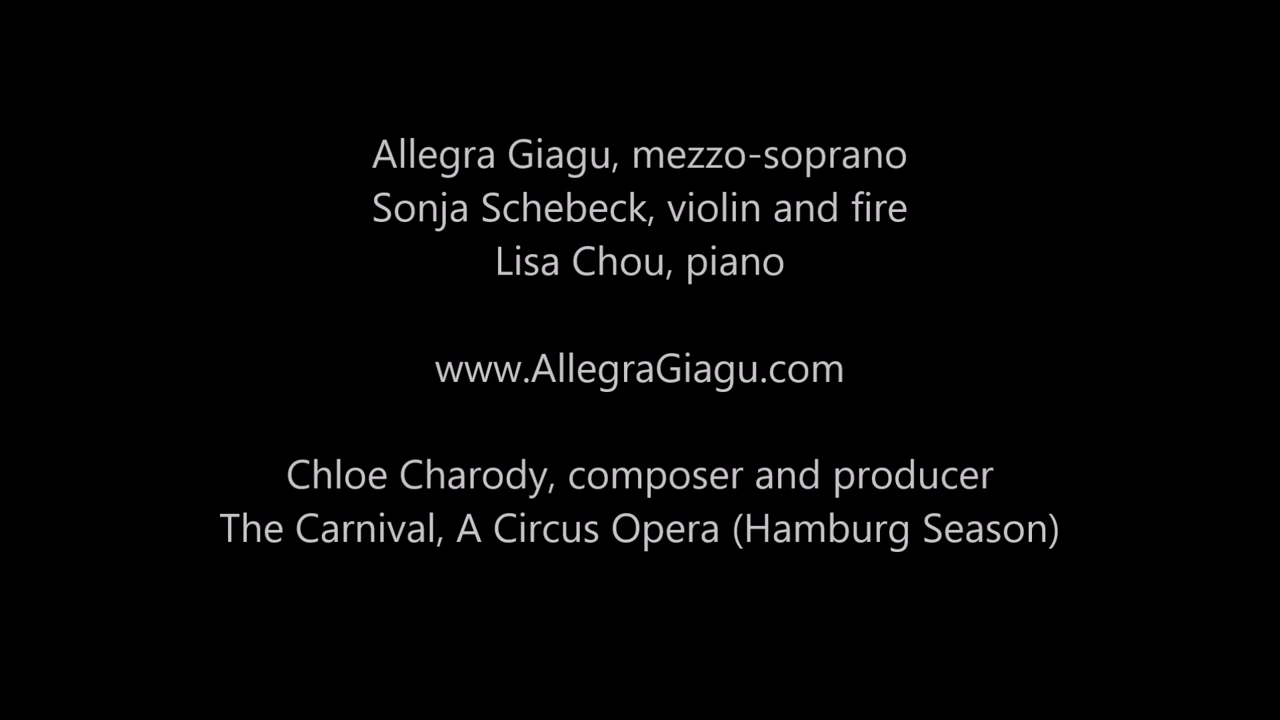 Allegra Giagu, mezzo-soprano
Sonja Schebeck, violin and fire
Lisa Chou, piano
www.AllegraGiagu.com
Chloe Charody, composer and producer
The Carnival, A Circus Opera (Hamburg Season)